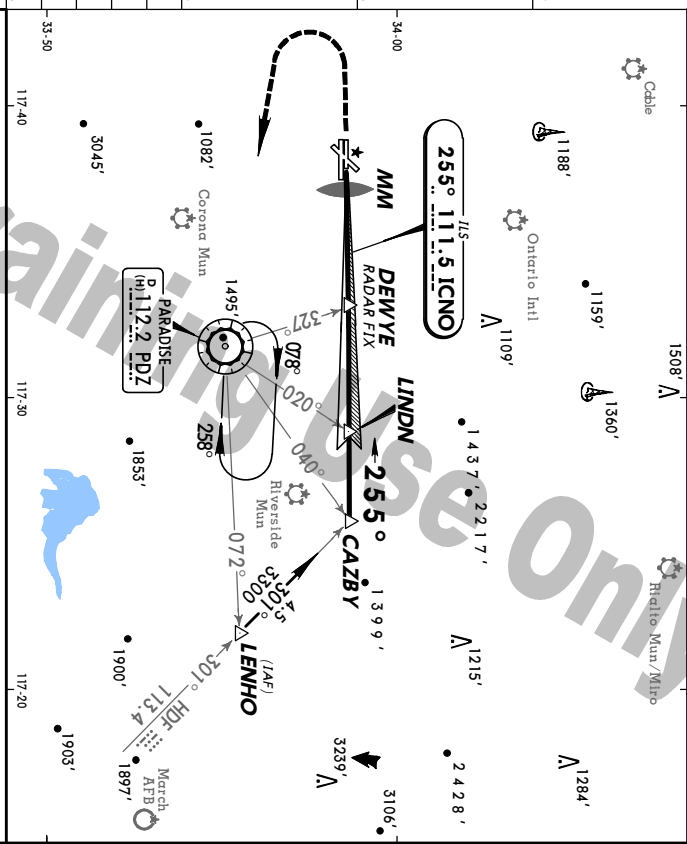 33-50
34-00
117-40
117-30
117-20
Cable
1188'
3045'
1082'
Corona Mun
MM
255° 111.5 ICNO
ILS
Ontario Intl
1159'
1109'
1508'
1360'
DEWYE
RADAR FIX
327°
1495'
PARADISE
D
(H) 112.2 PDZ
078°
258°
020°
040°
LINDN
1437'
2217'
255°
CAZBY
1853'
Riverside
Mun
072°
4.5
301°
3300
1399'
Rialto Mun/Miro
1215'
LENHO
(IAF)
1900'
301° HDF
113.4
1903'
1897'
March
AFB
3239'
3106'
2428'
1284'
raining Use Only